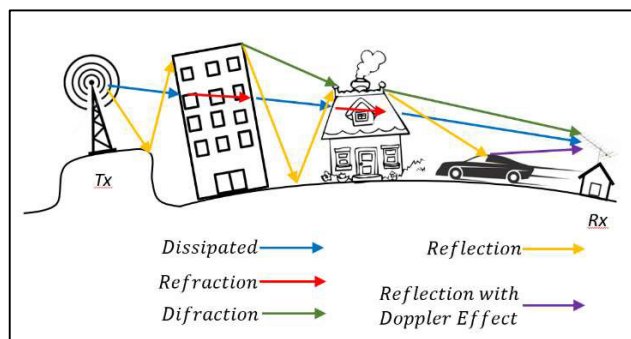 Tx
Rx
Dissipated
Refraction
Difraction
Reflection
Reflection with
Doppler Effect